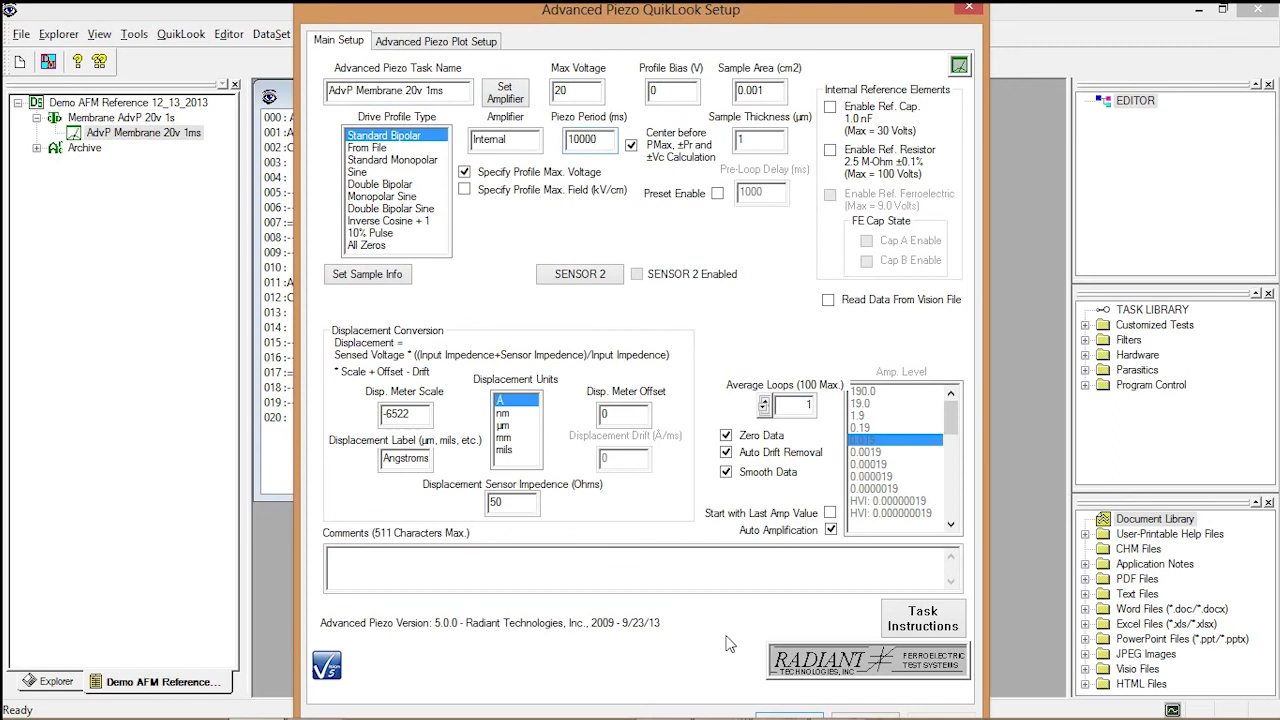 Advanced Piezo QuikLook Setup
File Explorer View Tools QuikLook Editor DataSet
Main Setup
Advanced Piezo Plot Setup
Demo AFM Reference 12_13_2013
Membrane AdvP 20v 1s
AdvP Membrane 20v 1ms
Archive
000 :
001 :A
002 :C
003 :-
004 :-
005 :-
006 :-
007 :=
008 :-
009 :-
010 :-
011 :A
012 :C
013 :
014 :
015 :
016 :
017 :
018 :
019 :
020 :
Advanced Piezo Task Name
AdvP Membrane 20v 1ms
Set Amplifier
Max Voltage
20
Profile Bias (V)
0
Sample Area (cm2)
0.001
Drive Profile Type
Standard Bipolar
From File
Standard Monopolar
Sine
Double Bipolar
Monopolar Sine
Double Bipolar Sine
Inverse Cosine + 1
10% Pulse
All Zeros
Amplifier
Internal
Piezo Period (ms)
10000
Center before
PMax, ±Pr and
±Vc Calculation
Sample Thickness (µm)
1
Specify Profile Max. Voltage
Specify Profile Max. Field (kV/cm)
Pre-Loop Delay (ms)
Preset Enable
1000
Internal Reference Elements
Enable Ref. Cap.
1.0 nF
(Max = 30 Volts)
Enable Ref. Resistor
2.5 M-Ohm ±0.1%
(Max = 100 Volts)
Enable Ref. Ferroelectric
(Max = 9.0 Volts)
FE Cap State
Cap A Enable
Cap B Enable
Set Sample Info
SENSOR 2
SENSOR 2 Enabled
Read Data From Vision File
Displacement Conversion
Displacement =
Sensed Voltage * ((Input Impedence+Sensor Impedence)/Input Impedence)
* Scale + Offset - Drift
Disp. Meter Scale
-6522
Displacement Label (µm, mils, etc.)
Angstroms
Displacement Units
Å
nm
µm
mm
mils
Disp. Meter Offset
0
Displacement Drift (Å/ms)
0
Displacement Sensor Impedence (Ohms)
50
Average Loops (100 Max.)
1
Zero Data
Auto Drift Removal
Smooth Data
Start with Last Amp Value
Auto Amplification
Amp. Level
190.0
19.0
1.9
0.19
0.019
0.0019
0.00019
0.000019
0.0000019
HVI: 0.00000019
HVI: 0.00000019
Comments (511 Characters Max.)
Advanced Piezo Version: 5.0.0 - Radiant Technologies, Inc., 2009 - 9/23/13
Task
Instructions
RADIANT
TECHNOLOGIES, INC
FERROELECTRIC
TEST SYSTEMS
EDITOR
TASK LIBRARY
Customized Tests
Filters
Hardware
Parasitics
Program Control
Document Library
User-Printable Help Files
CHM Files
Application Notes
PDF Files
Text Files
Word Files (*.doc/*.docx)
Excel Files (*.xls/*.xlsx)
PowerPoint Files (*.ppt/*.pptx)
JPEG Images
Visio Files
HTML Files
Explorer
Demo AFM Reference...
Ready